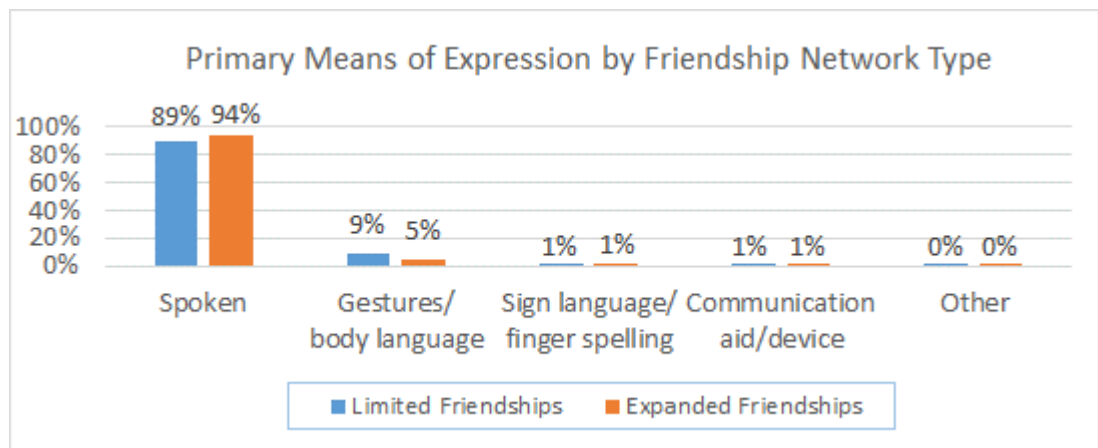 Primary Means of Expression by Friendship Network Type
89% 94%
100%
80%
60%
40%
20%
0%
9% 5%
1% 1%
1% 1%
0% 0%
Spoken
Gestures/
body language
Sign language/
finger spelling
Communication
aid/device
Other
Limited Friendships
Expanded Friendships